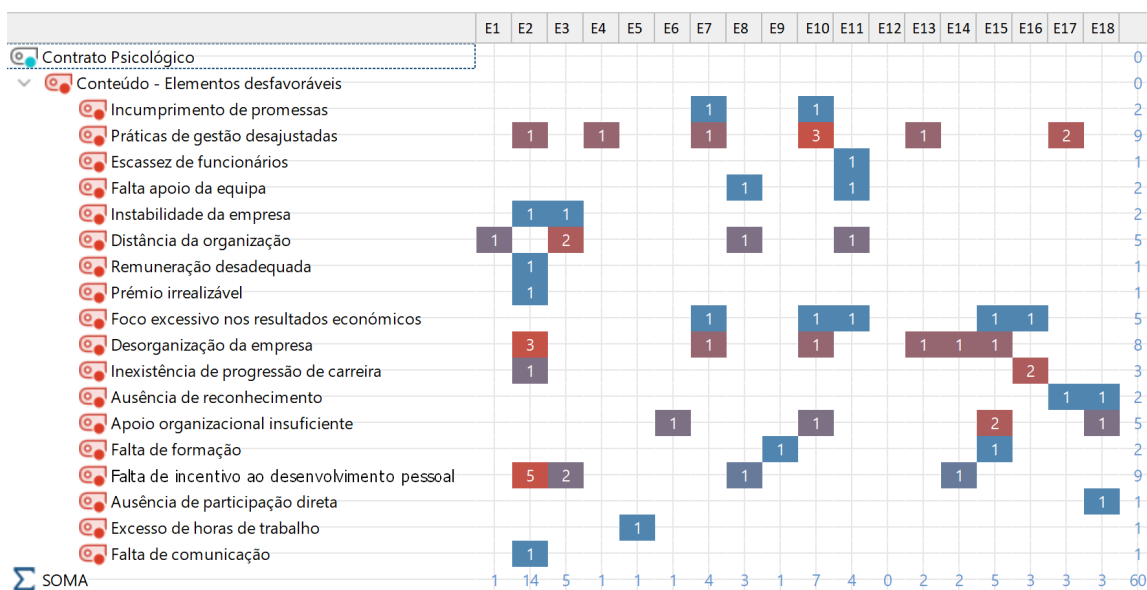 E1 E2 E3 E4 E5 E6 E7 E8 E9 E10 E11 E12 E13 E14 E15 E16 E17 E18
Contrato Psicológico 0
Conteúdo - Elementos desfavoráveis 0
Incumprimento de promessas 1 1 2
Práticas de gestão desajustadas 1 1 1 3 1 2 9
Escassez de funcionários 1 1
Falta apoio da equipa 1 1 2
Instabilidade da empresa 1 1 2
Distância da organização 1 2 1 1 5
Remuneração desadequada 1 1
Prémio irrealizável 1 1
Foco excessivo nos resultados económicos 1 1 1 1 1 5
Desorganização da empresa 3 1 1 1 1 1 8
Inexistência de progressão de carreira 1 2 3
Ausência de reconhecimento 1 1 2
Apoio organizacional insuficiente 1 1 2 1 5
Falta de formação 1 1 2
Falta de incentivo ao desenvolvimento pessoal 5 2 1 1 9
Ausência de participação direta 1 1
Excesso de horas de trabalho 1 1
Falta de comunicação 1 1
Σ SOMA 1 14 5 1 1 1 4 3 1 7 4 0 2 2 5 3 3 3 60